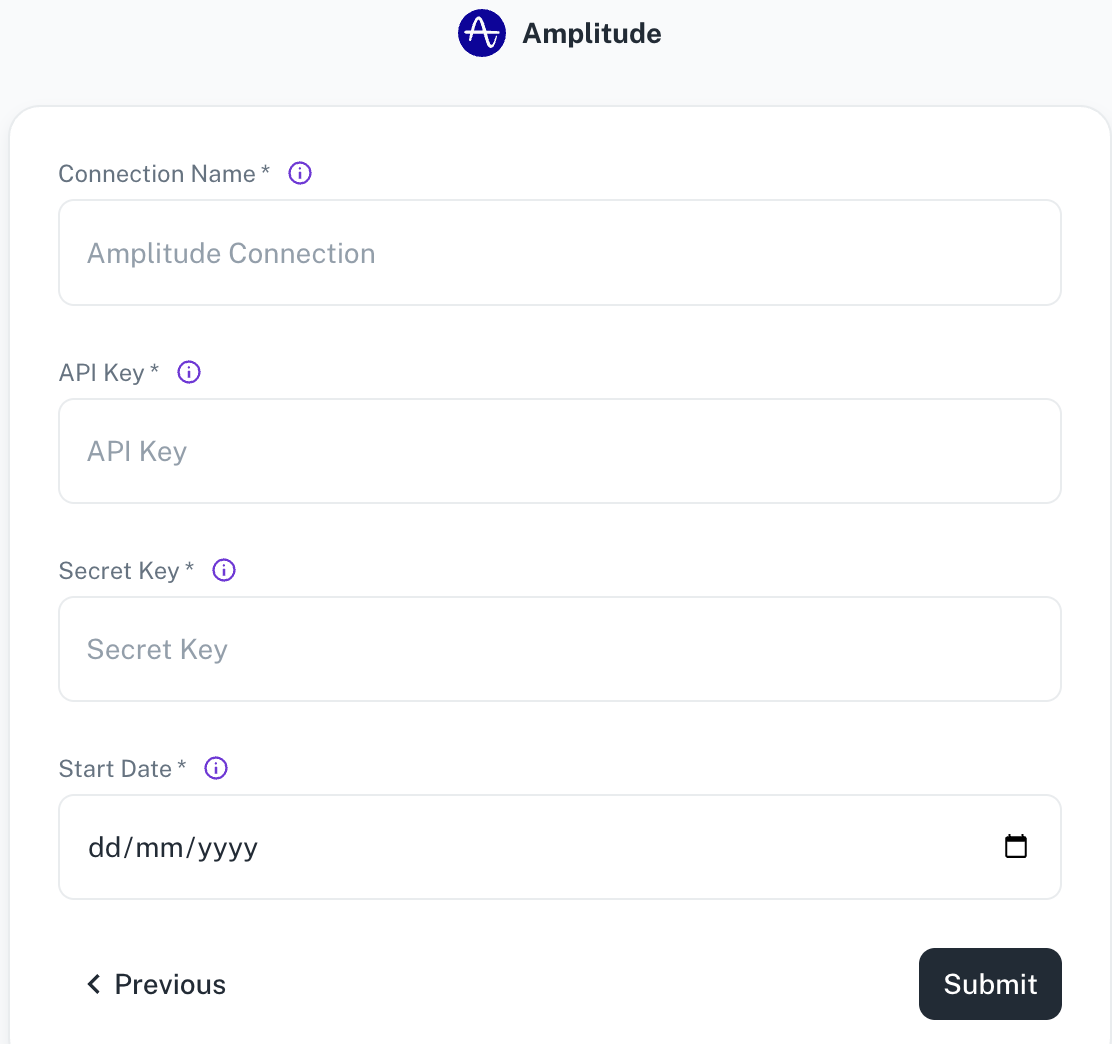 Amplitude
Connection Name *
Amplitude Connection
API Key *
API Key
Secret Key *
Secret Key
Start Date *
dd/mm/yyyy
Previous
Submit